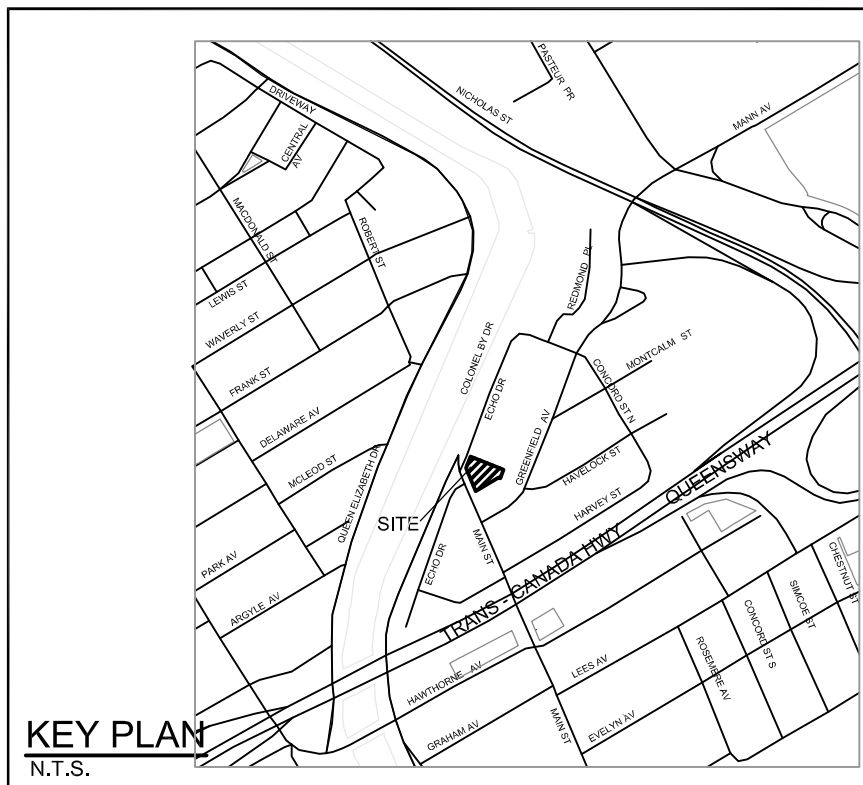 PASTEUR PR
NICHOLAS ST
MANN AV
DRIVEWAY
CENTRAL
AV
MACDONALD ST
ROBERT ST
LEWIS ST
WAVERLY ST
REDMOND PL
COLONEL BY DR
MONTCALM ST
FRANK ST
ECHO DR
CONCORD ST N
DELAWARE AV
GREENFIELD AV
MCLEOD ST
QUEEN ELIZABETH DR
HAVELOCK ST
QUEENSWAY
HARVEY ST
SITE
MAIN ST
PARK AV
ECHO DR
ARGYLE AV
TRANS - CANADA HWY
CHESTNUT ST
SIMCOE ST
CONCORD ST S
LEES AV
ROSEMERE AV
HAWTHORNE AV
MAIN ST
EVELYN AV
GRAHAM AV
KEY PLAN
N.T.S.